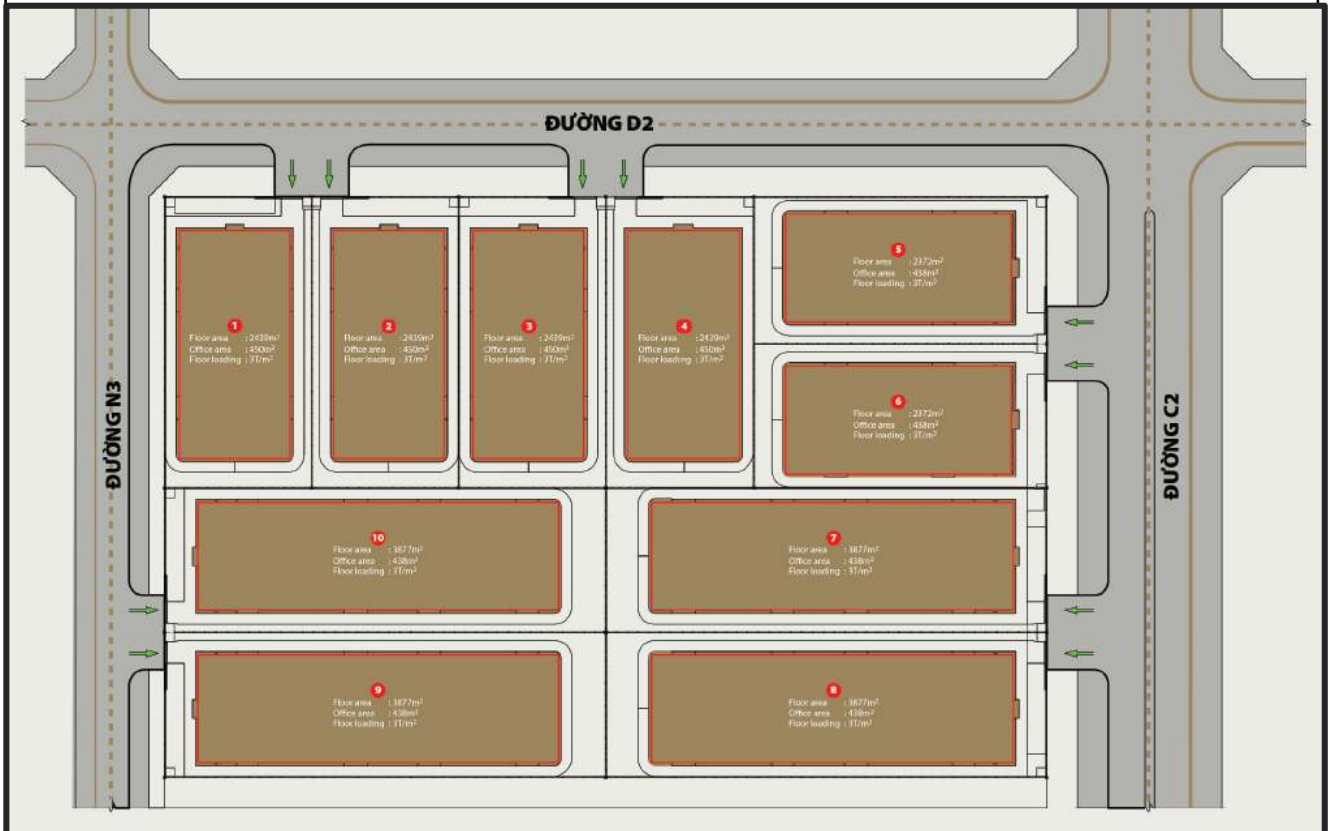 ĐƯỜNG D2
ĐƯỜNG N3
ĐƯỜNG C2
1
Floor area : 2439m²
Office area : 450m²
Floor loading : 3T/m²
2
Floor area : 2439m²
Office area : 450m²
Floor loading : 3T/m²
3
Floor area : 2439m²
Office area : 450m²
Floor loading : 3T/m²
4
Floor area : 2439m²
Office area : 450m²
Floor loading : 3T/m²
5
Floor area : 2372m²
Office area : 438m²
Floor loading : 3T/m²
6
Floor area : 2372m²
Office area : 438m²
Floor loading : 3T/m²
10
Floor area : 3877m²
Office area : 438m²
Floor loading : 3T/m²
7
Floor area : 3877m²
Office area : 438m²
Floor loading : 3T/m²
9
Floor area : 3877m²
Office area : 438m²
Floor loading : 3T/m²
8
Floor area : 3877m²
Office area : 438m²
Floor loading : 3T/m²